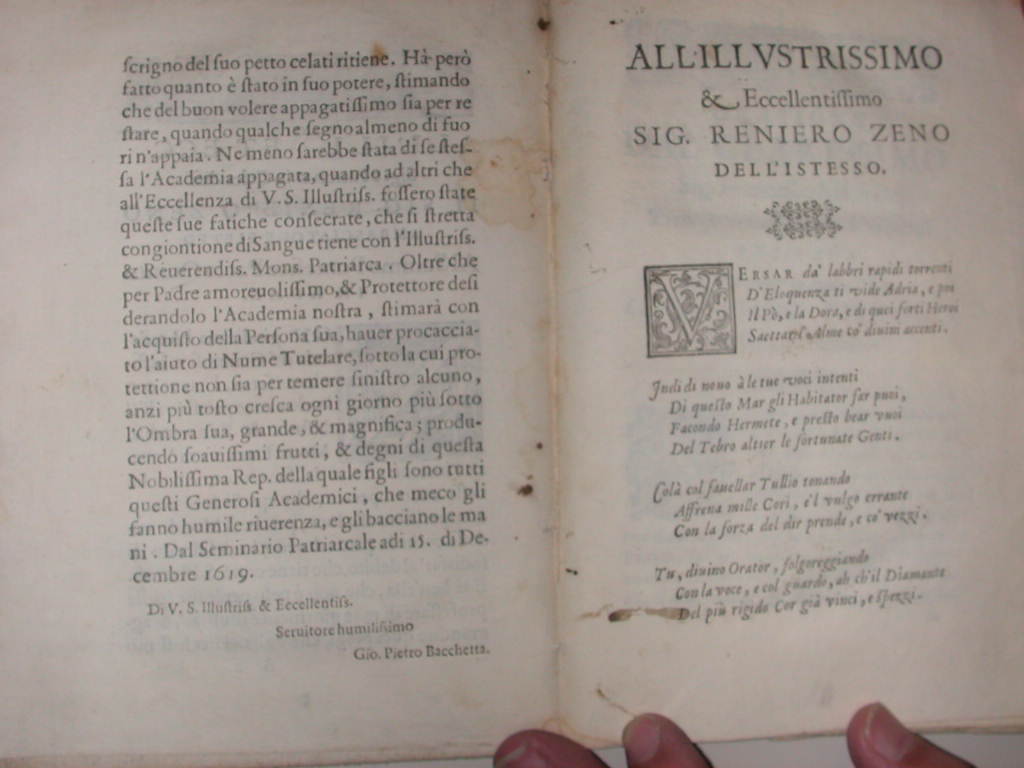 scrigno del suo petto celati ritiene. Hà però
fatto quanto è stato in suo potere, stimando
che del buon volere appagatissimo sia per re
stare, quando qualche segno almeno di fuo
ri n'appaia. Ne meno sarebbe stata di se stes-
sa l'Academia appagata, quando ad altri che
all'Eccellenza di V. S. Illustriss. fossero state
queste sue fatiche consecrate, che si stretta
congiontione di Sangue tiene con l'Illustriss.
& Reuerendiss. Mons. Patriarca. Oltre che
per Padre amoreuolissimo, & Protettore desi
derandolo l'Academia nostra, stimarà con
l'acquisto della Persona sua, hauer procaccia-
to l'aiuto di Nume Tutelare, sotto la cui pro-
tettione non sia per temere sinistro alcuno,
anzi più tosto cresca ogni giorno più sotto
l'Ombra sua, grande, & magnifica; produ-
cendo soauissimi frutti, & degni di questa
Nobilissima Rep. della quale figli sono tutti
questi Generosi Academici, che meco gli
fanno humile riuerenza, e gli bacciano le ma
ni. Dal Seminario Patriarcale adi 15. di De-
cembre 1619.
Di V. S. Illustriss. & Eccellentiss.
Seruitore humilissimo
Gio. Pietro Bacchetta.
ALL'ILLVSTRISSIMO
& Eccellentissimo
SIG. RENIERO ZENO
DELL'ISTESSO.
VERSAR da' labbri rapidi torrenti
D'Eloquenza ti vide Adria, e poi
Il Pò, e la Dora, e di quei forti Heroi
Saettar l'Alme cò diuini accenti.
Indi di nouo à le tue voci intenti
Di questo Mar gli Habitator far puoi,
Facondo Hermete, e presto bear vuoi
Del Tebro altier le fortunate Genti.
Colà col fauellar Tullio tonando
Affrena mille Cori, e'l vulgo errante
Con la forza del dir prende, e co' vezzi.
Tu, diuino Orator, folgoreggiando
Con la voce, e col guardo, ah ch'il Diamante
Del più rigido Cor già vinci, e spezzi.